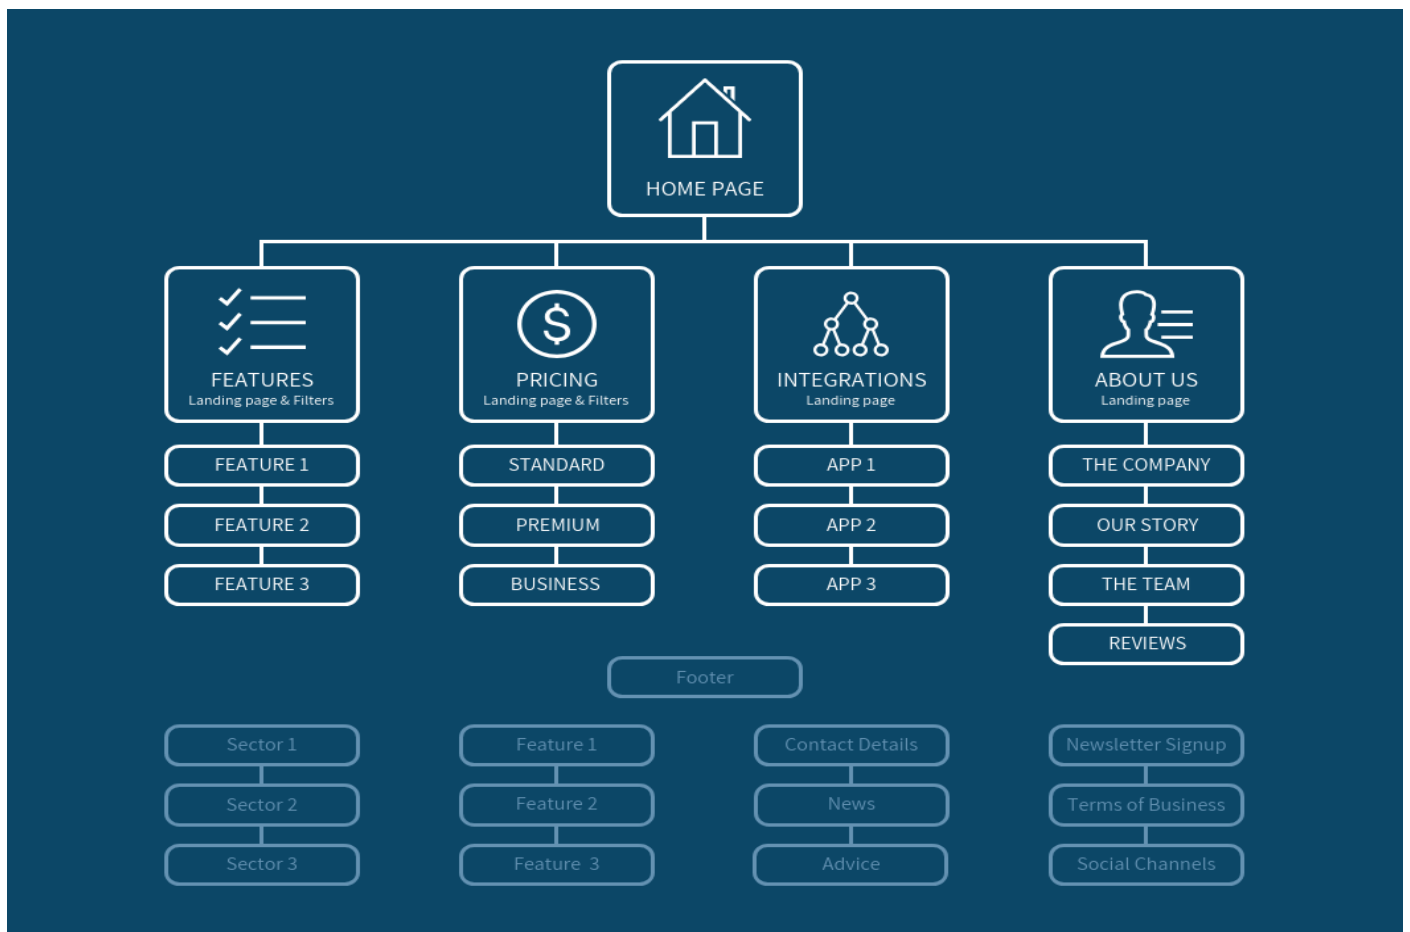 HOME PAGE
FEATURES
Landing page & Filters
FEATURE 1
FEATURE 2
FEATURE 3
PRICING
Landing page & Filters
STANDARD
PREMIUM
BUSINESS
INTEGRATIONS
Landing page
APP 1
APP 2
APP 3
ABOUT US
Landing page
THE COMPANY
OUR STORY
THE TEAM
REVIEWS
Footer
Sector 1
Sector 2
Sector 3
Feature 1
Feature 2
Feature 3
Contact Details
News
Advice
Newsletter Signup
Terms of Business
Social Channels